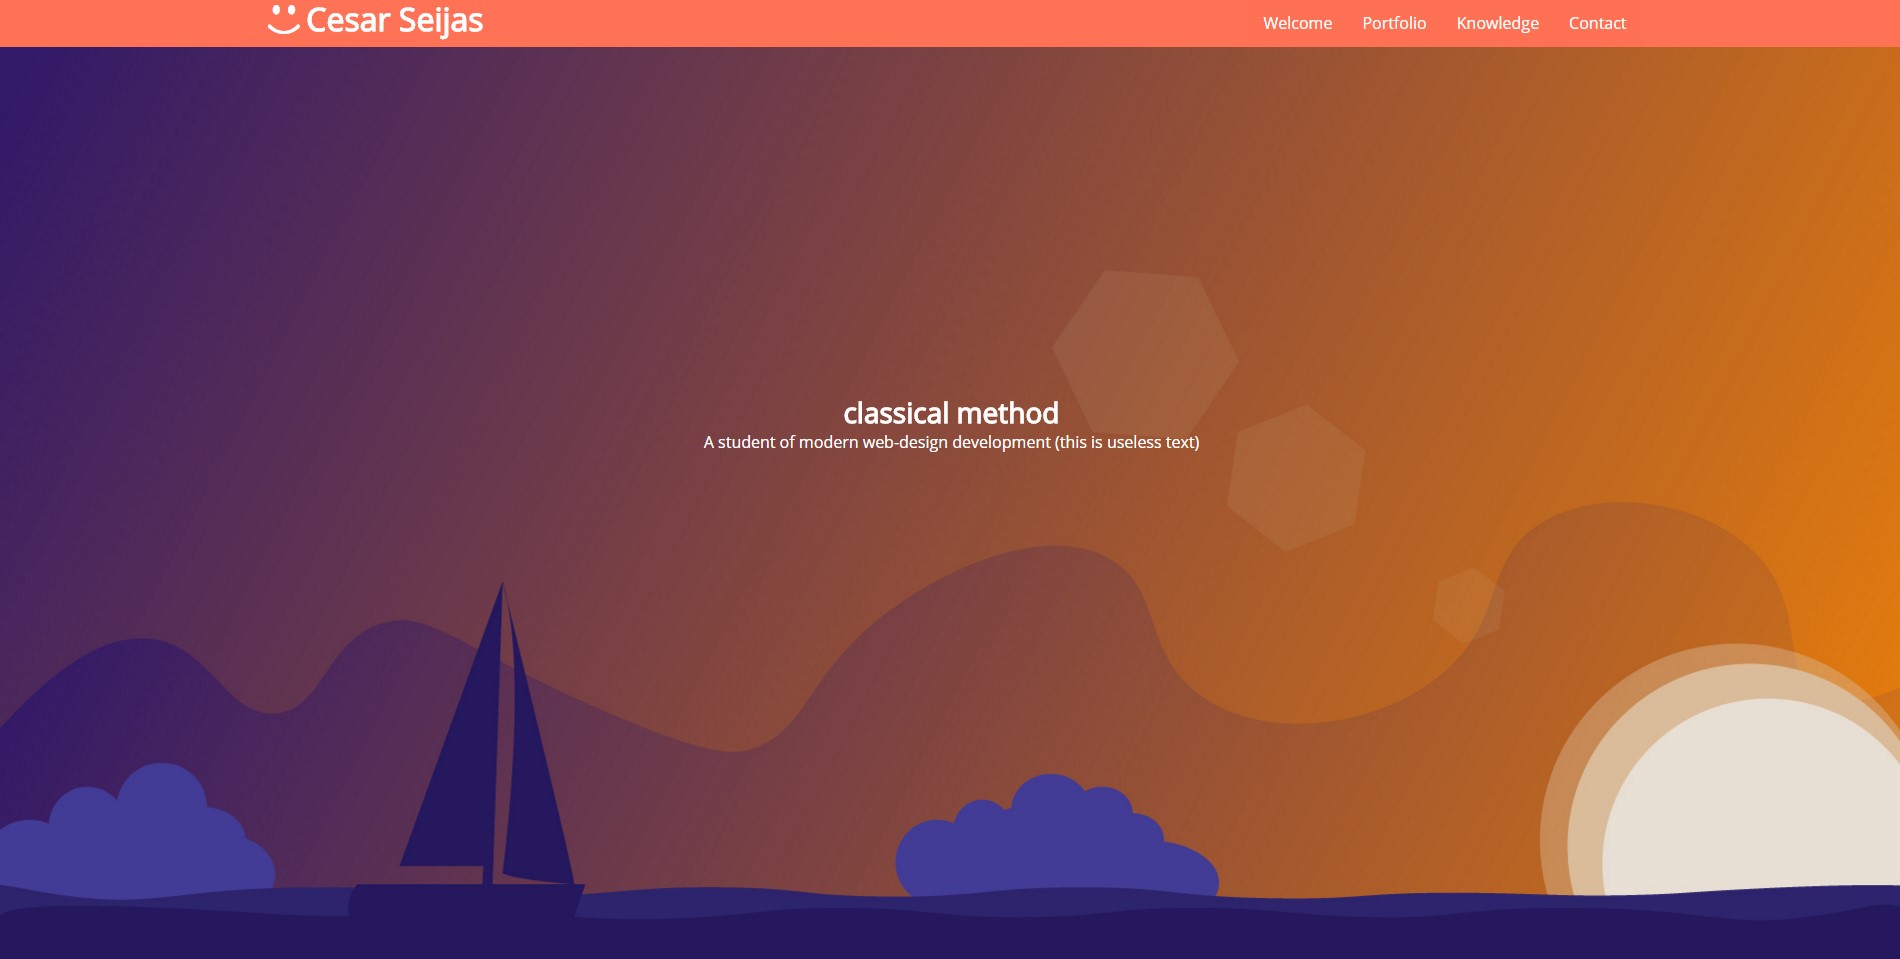 Cesar Seijas
Welcome Portfolio Knowledge Contact
classical method
A student of modern web-design development (this is useless text)